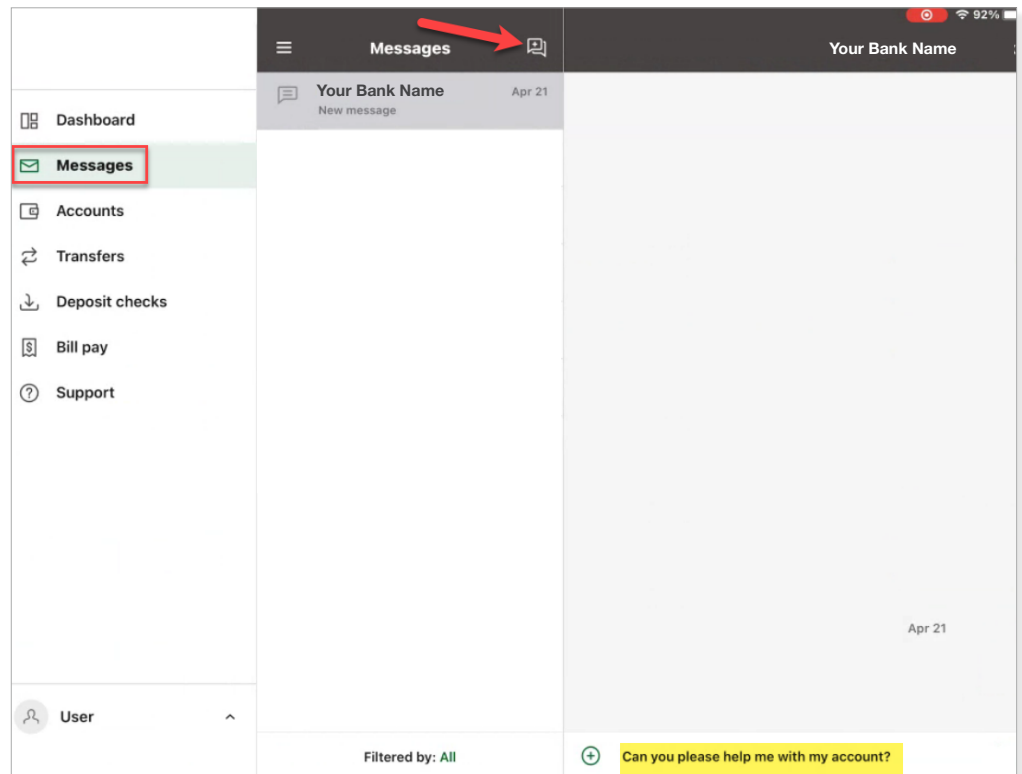 92%
Messages
Your Bank Name
Your Bank Name
Apr 21
New message
Dashboard
Messages
Accounts
Transfers
Deposit checks
Bill pay
Support
Apr 21
User
Filtered by: All
Can you please help me with my account?